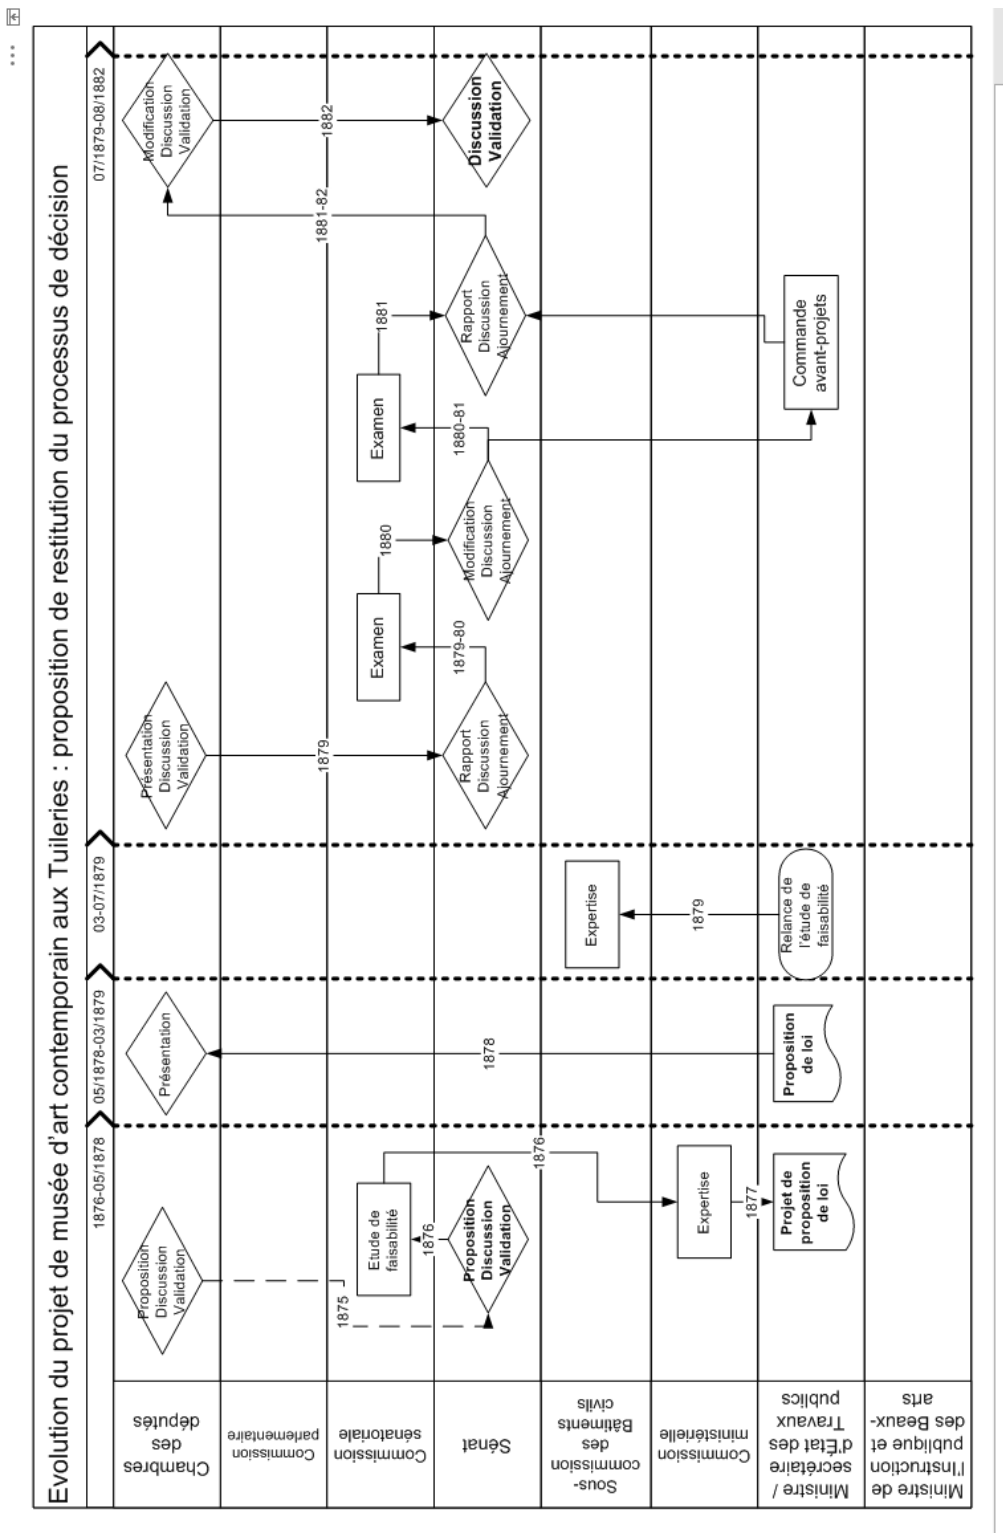 Evolution du projet de musée d'art contemporain aux Tuileries : proposition de restitution du processus de décision
1876-05/1878
05/1878-03/1879
03-07/1879
07/1879-08/1882
Chambres
des
députés
Proposition
Discussion
Validation
Présentation
Présentation
Discussion
Validation
Modification
Discussion
Validation
Commission
parlementaire
1875
1879
1881-82
1882
Commission
sénatoriale
Etude de
faisabilité
1876
Examen
1880
Examen
1881
Sénat
Proposition
Discussion
Validation
1878
Rapport
Discussion
Ajournement
1879-80
Modification
Discussion
Ajournement
1880-81
Rapport
Discussion
Ajournement
Discussion
Validation
Sous-
commission
des
Bâtiments
civils
1876
Expertise
Commission
ministérielle
Expertise
1877
1879
Ministre /
secrétaire
d'État des
Travaux
publics
Projet de
proposition
de loi
Proposition
de loi
Relance de
l'étude de
faisabilité
Commande
avant-projets
Ministre de
l'Instruction
publique et
des Beaux-
arts